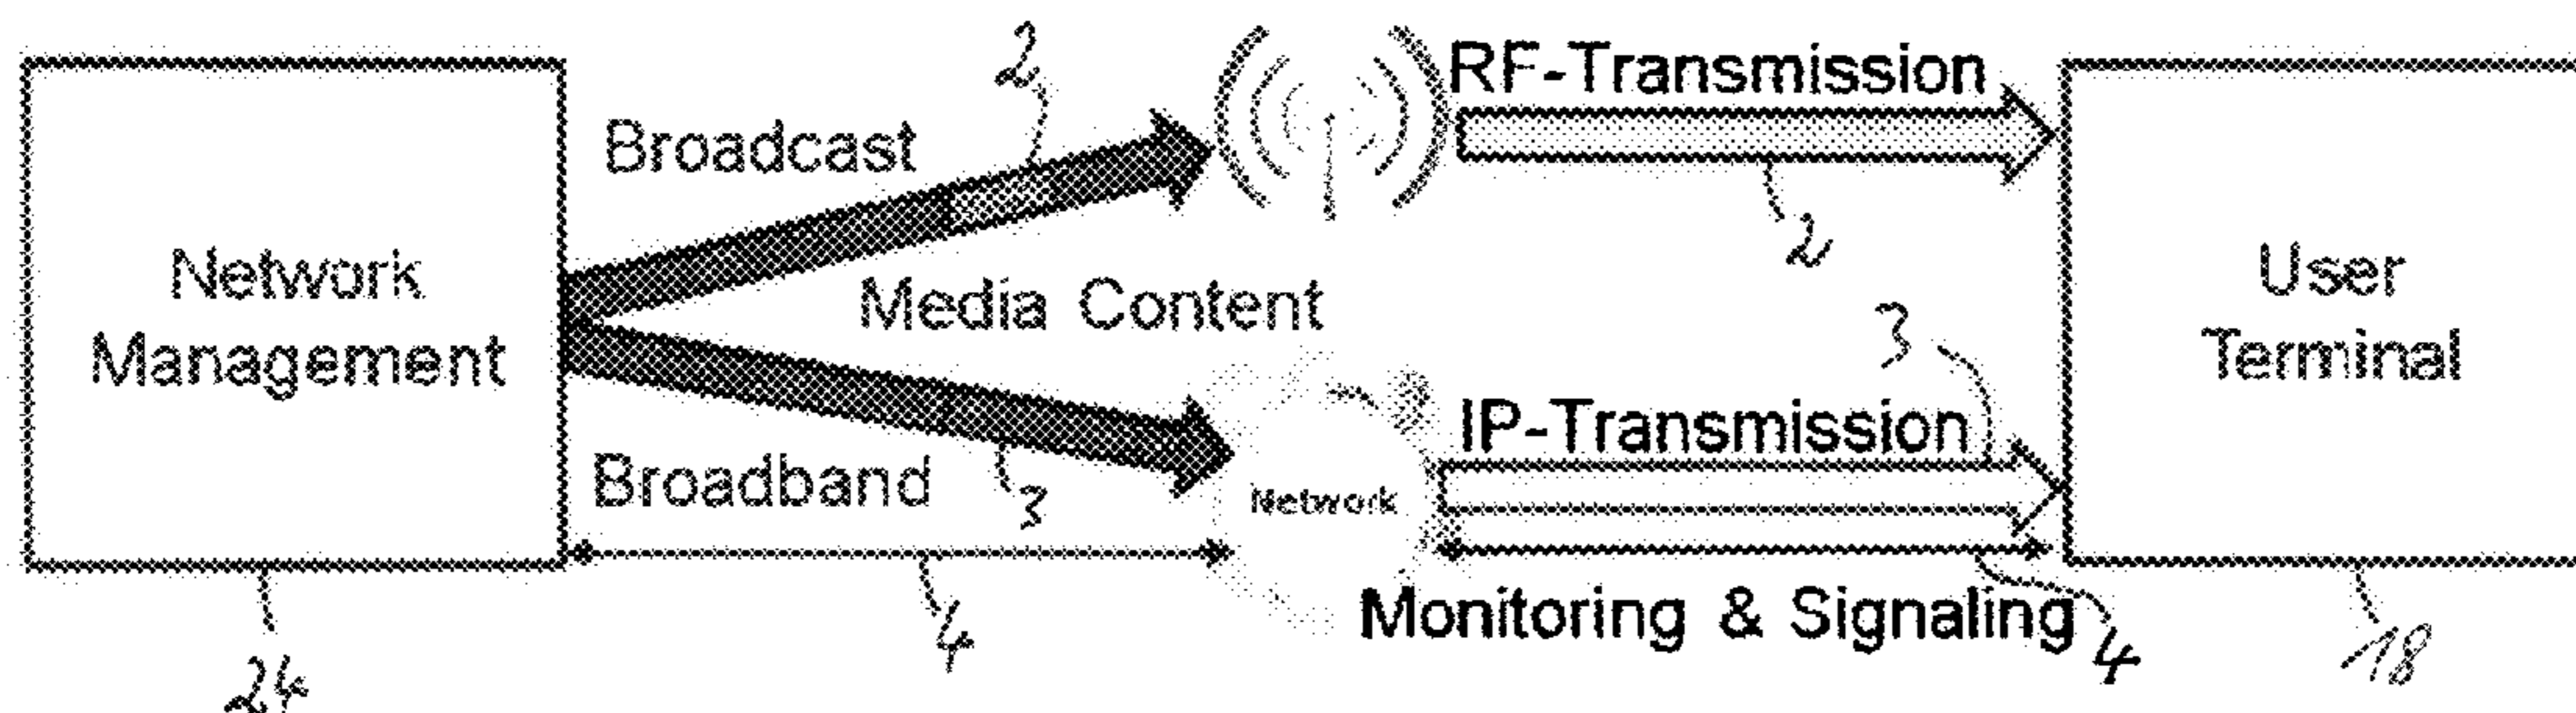 2
RF-Transmission
Broadcast
2
Network
Management
Media Content
User
Terminal
3
IP-Transmission
Broadband
3
Network
4
Monitoring & Signaling
4
24
18